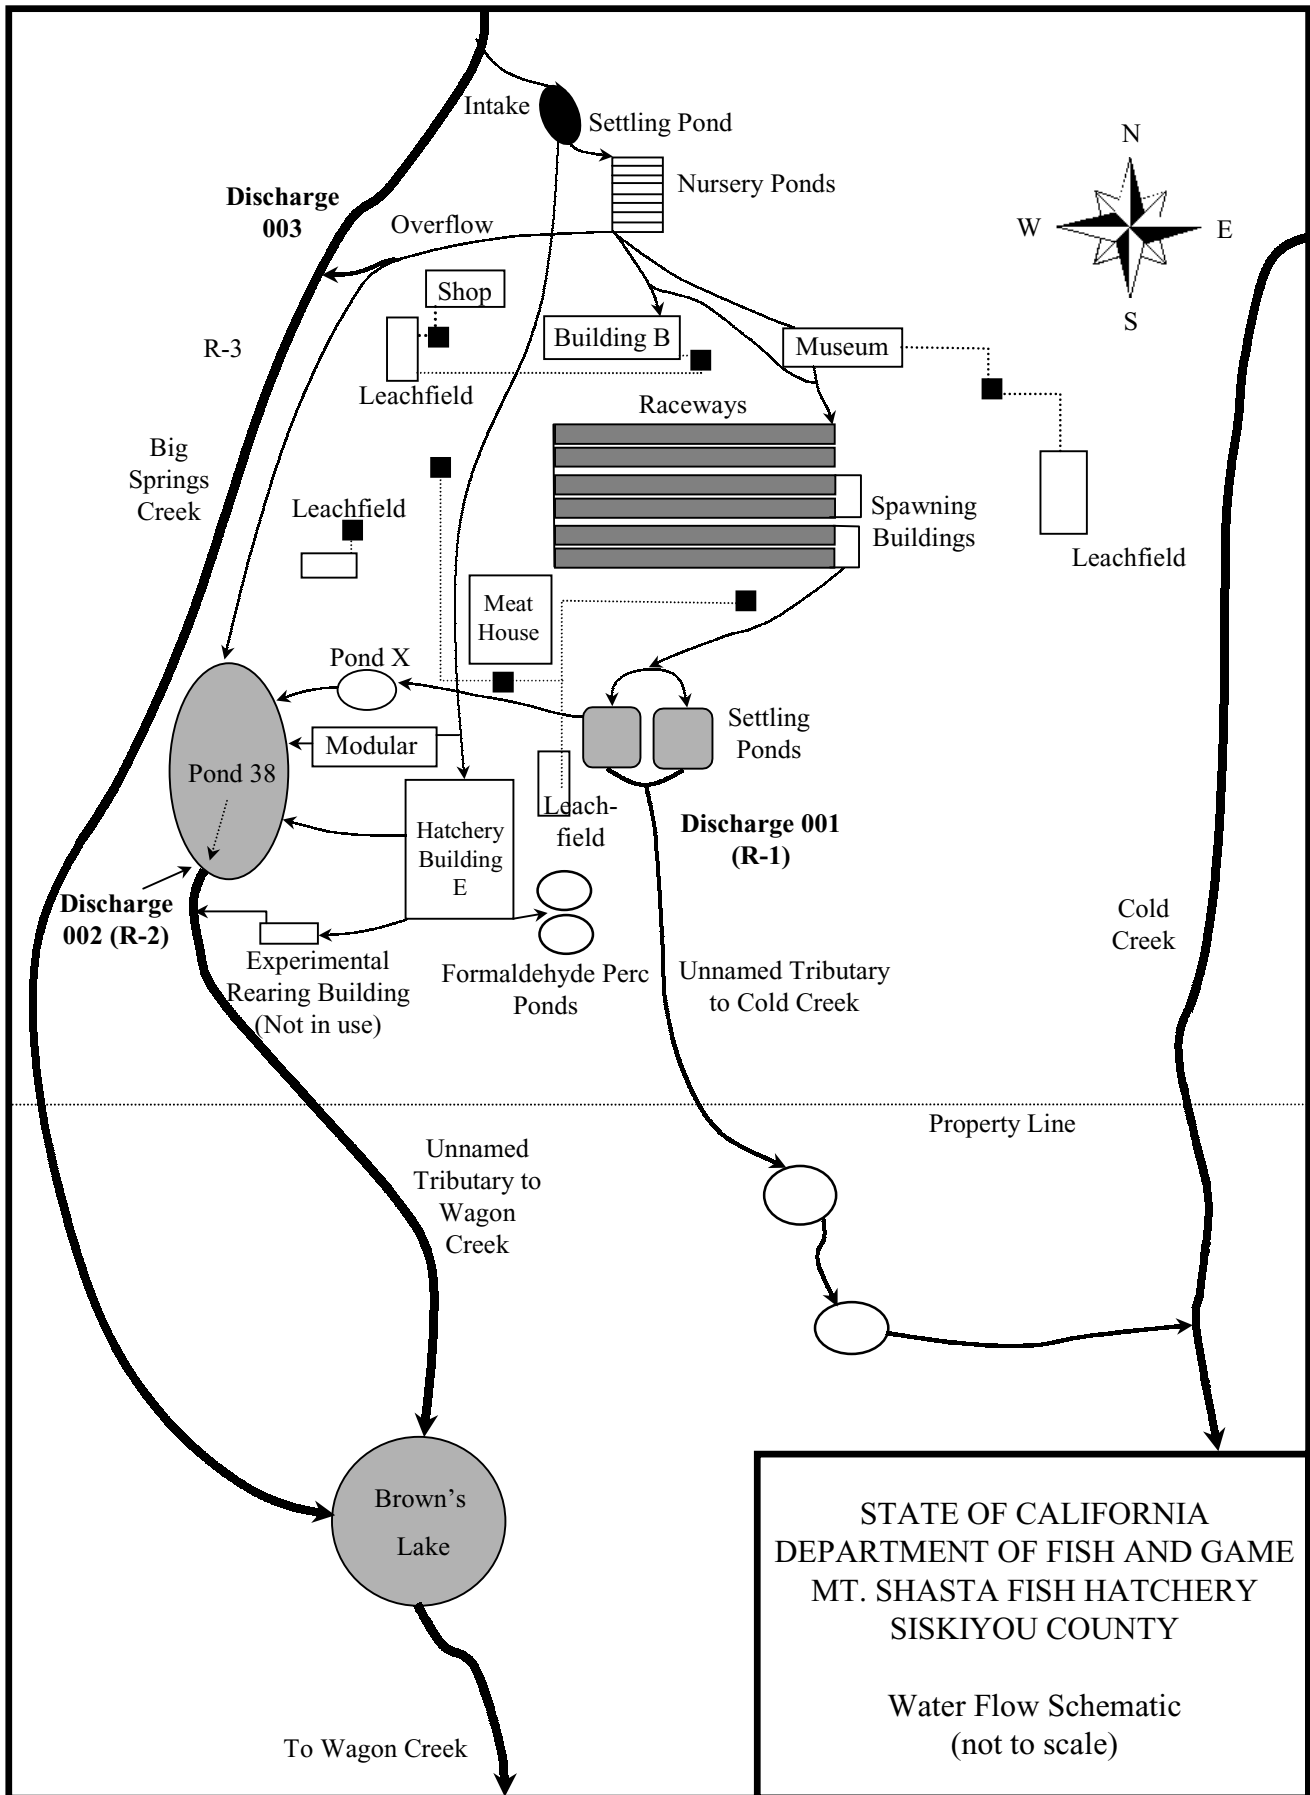 Intake
Settling Pond
N
W
E
S
Nursery Ponds
Discharge
003
Overflow
Shop
Building B
Museum
R-3
Leachfield
Raceways
Big
Springs
Creek
Leachfield
Spawning
Buildings
Leachfield
Meat
House
Pond X
Settling
Ponds
Modular
Pond 38
Leach-
field
Hatchery
Building
E
Discharge 001
(R-1)
Discharge
002 (R-2)
Cold
Creek
Experimental
Rearing Building
(Not in use)
Formaldehyde Perc
Ponds
Unnamed Tributary
to Cold Creek
Property Line
Unnamed
Tributary to
Wagon
Creek
Brown's
Lake
To Wagon Creek
STATE OF CALIFORNIA
DEPARTMENT OF FISH AND GAME
MT. SHASTA FISH HATCHERY
SISKIYOU COUNTY
Water Flow Schematic
(not to scale)